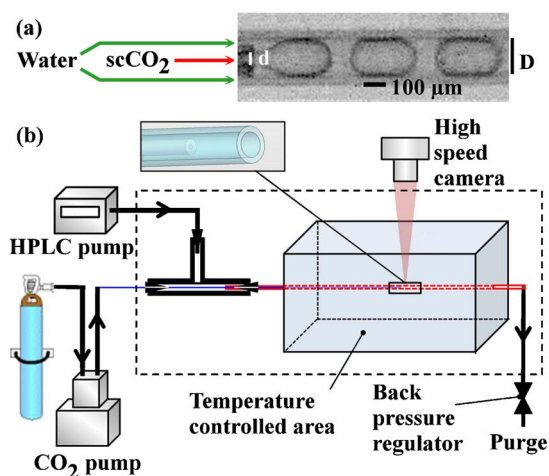 (a)
Water
scCO₂
d
D
100 µm
(b)
High
speed
camera
HPLC pump
Temperature
controlled area
Back
pressure
regulator
CO₂ pump
Purge